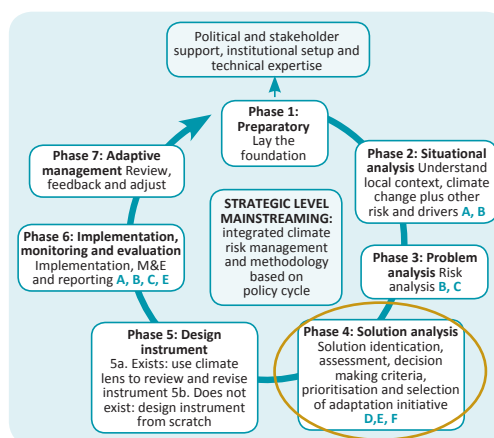 Political and stakeholder
support, institutional setup and
technical expertise
Phase 1:
Preparatory
Lay the
foundation
Phase 2: Situational
analysis Understand
local context, climate
change plus other
risk and drivers A, B
Phase 3: Problem
analysis Risk
analysis B, C
Phase 4: Solution analysis
Solution identication,
assessment, decision
making criteria,
prioritisation and selection
of adaptation initiative
D,E, F
Phase 5: Design
instrument
5a. Exists: use climate
lens to review and revise
instrument 5b. Does not
exist: design instrument
from scratch
Phase 6: Implementation,
monitoring and evaluation
Implementation, M&E
and reporting A, B, C, E
Phase 7: Adaptive
management Review,
feedback and adjust
STRATEGIC LEVEL
MAINSTREAMING:
integrated climate
risk management
and methodology
based on
policy cycle